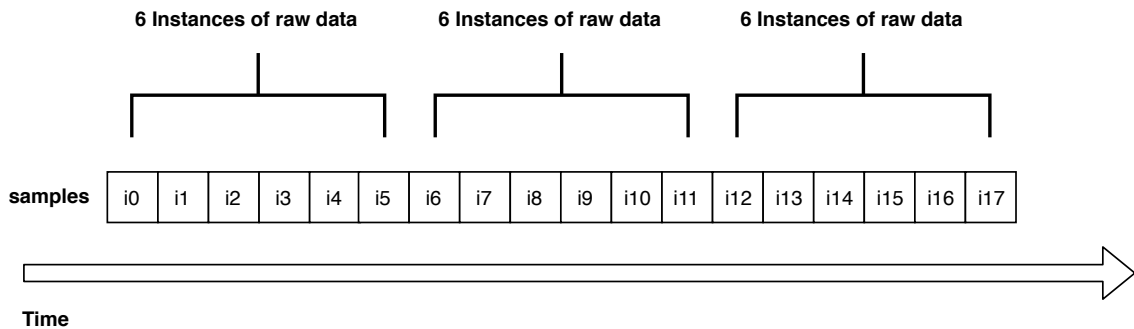 6 Instances of raw data 6 Instances of raw data 6 Instances of raw data
samples i0 i1 i2 i3 i4 i5 i6 i7 i8 i9 i10 i11 i12 i13 i14 i15 i16 i17
Time